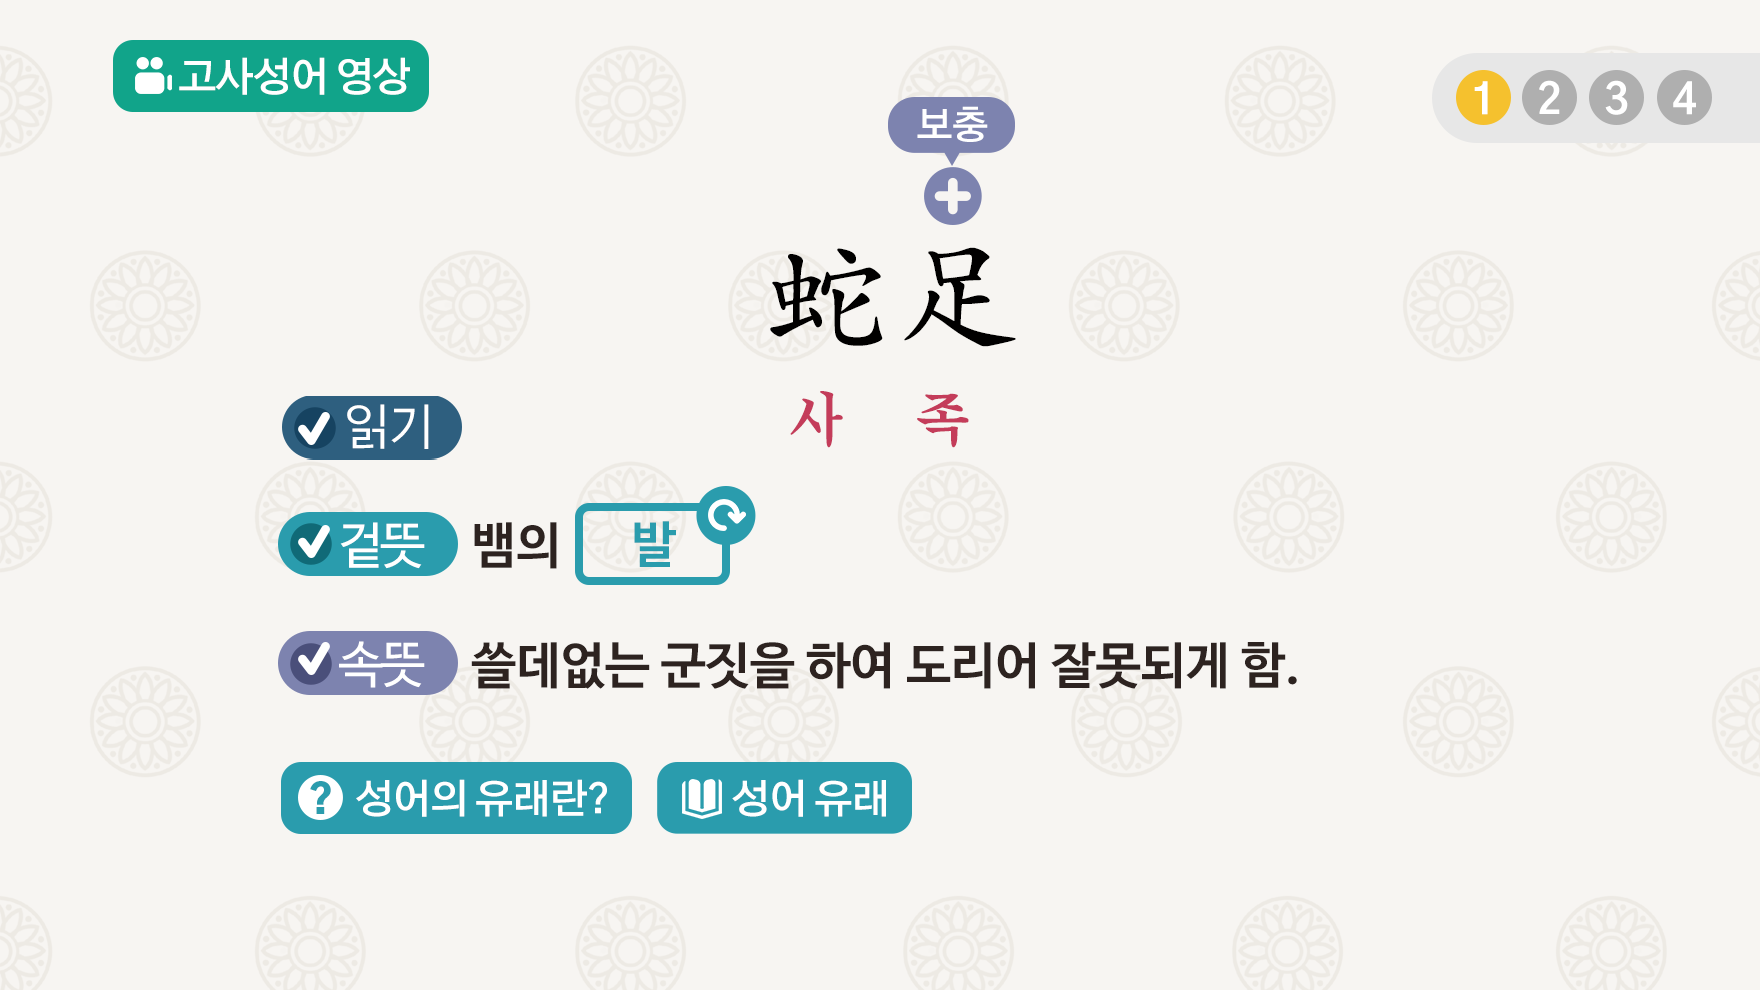 고사성어 영상
1 2 3 4
보충
蛇足
사 족
읽기
겉뜻 뱀의 발
속뜻 쓸데없는 군짓을 하여 도리어 잘못되게 함.
성어의 유래란? 성어 유래